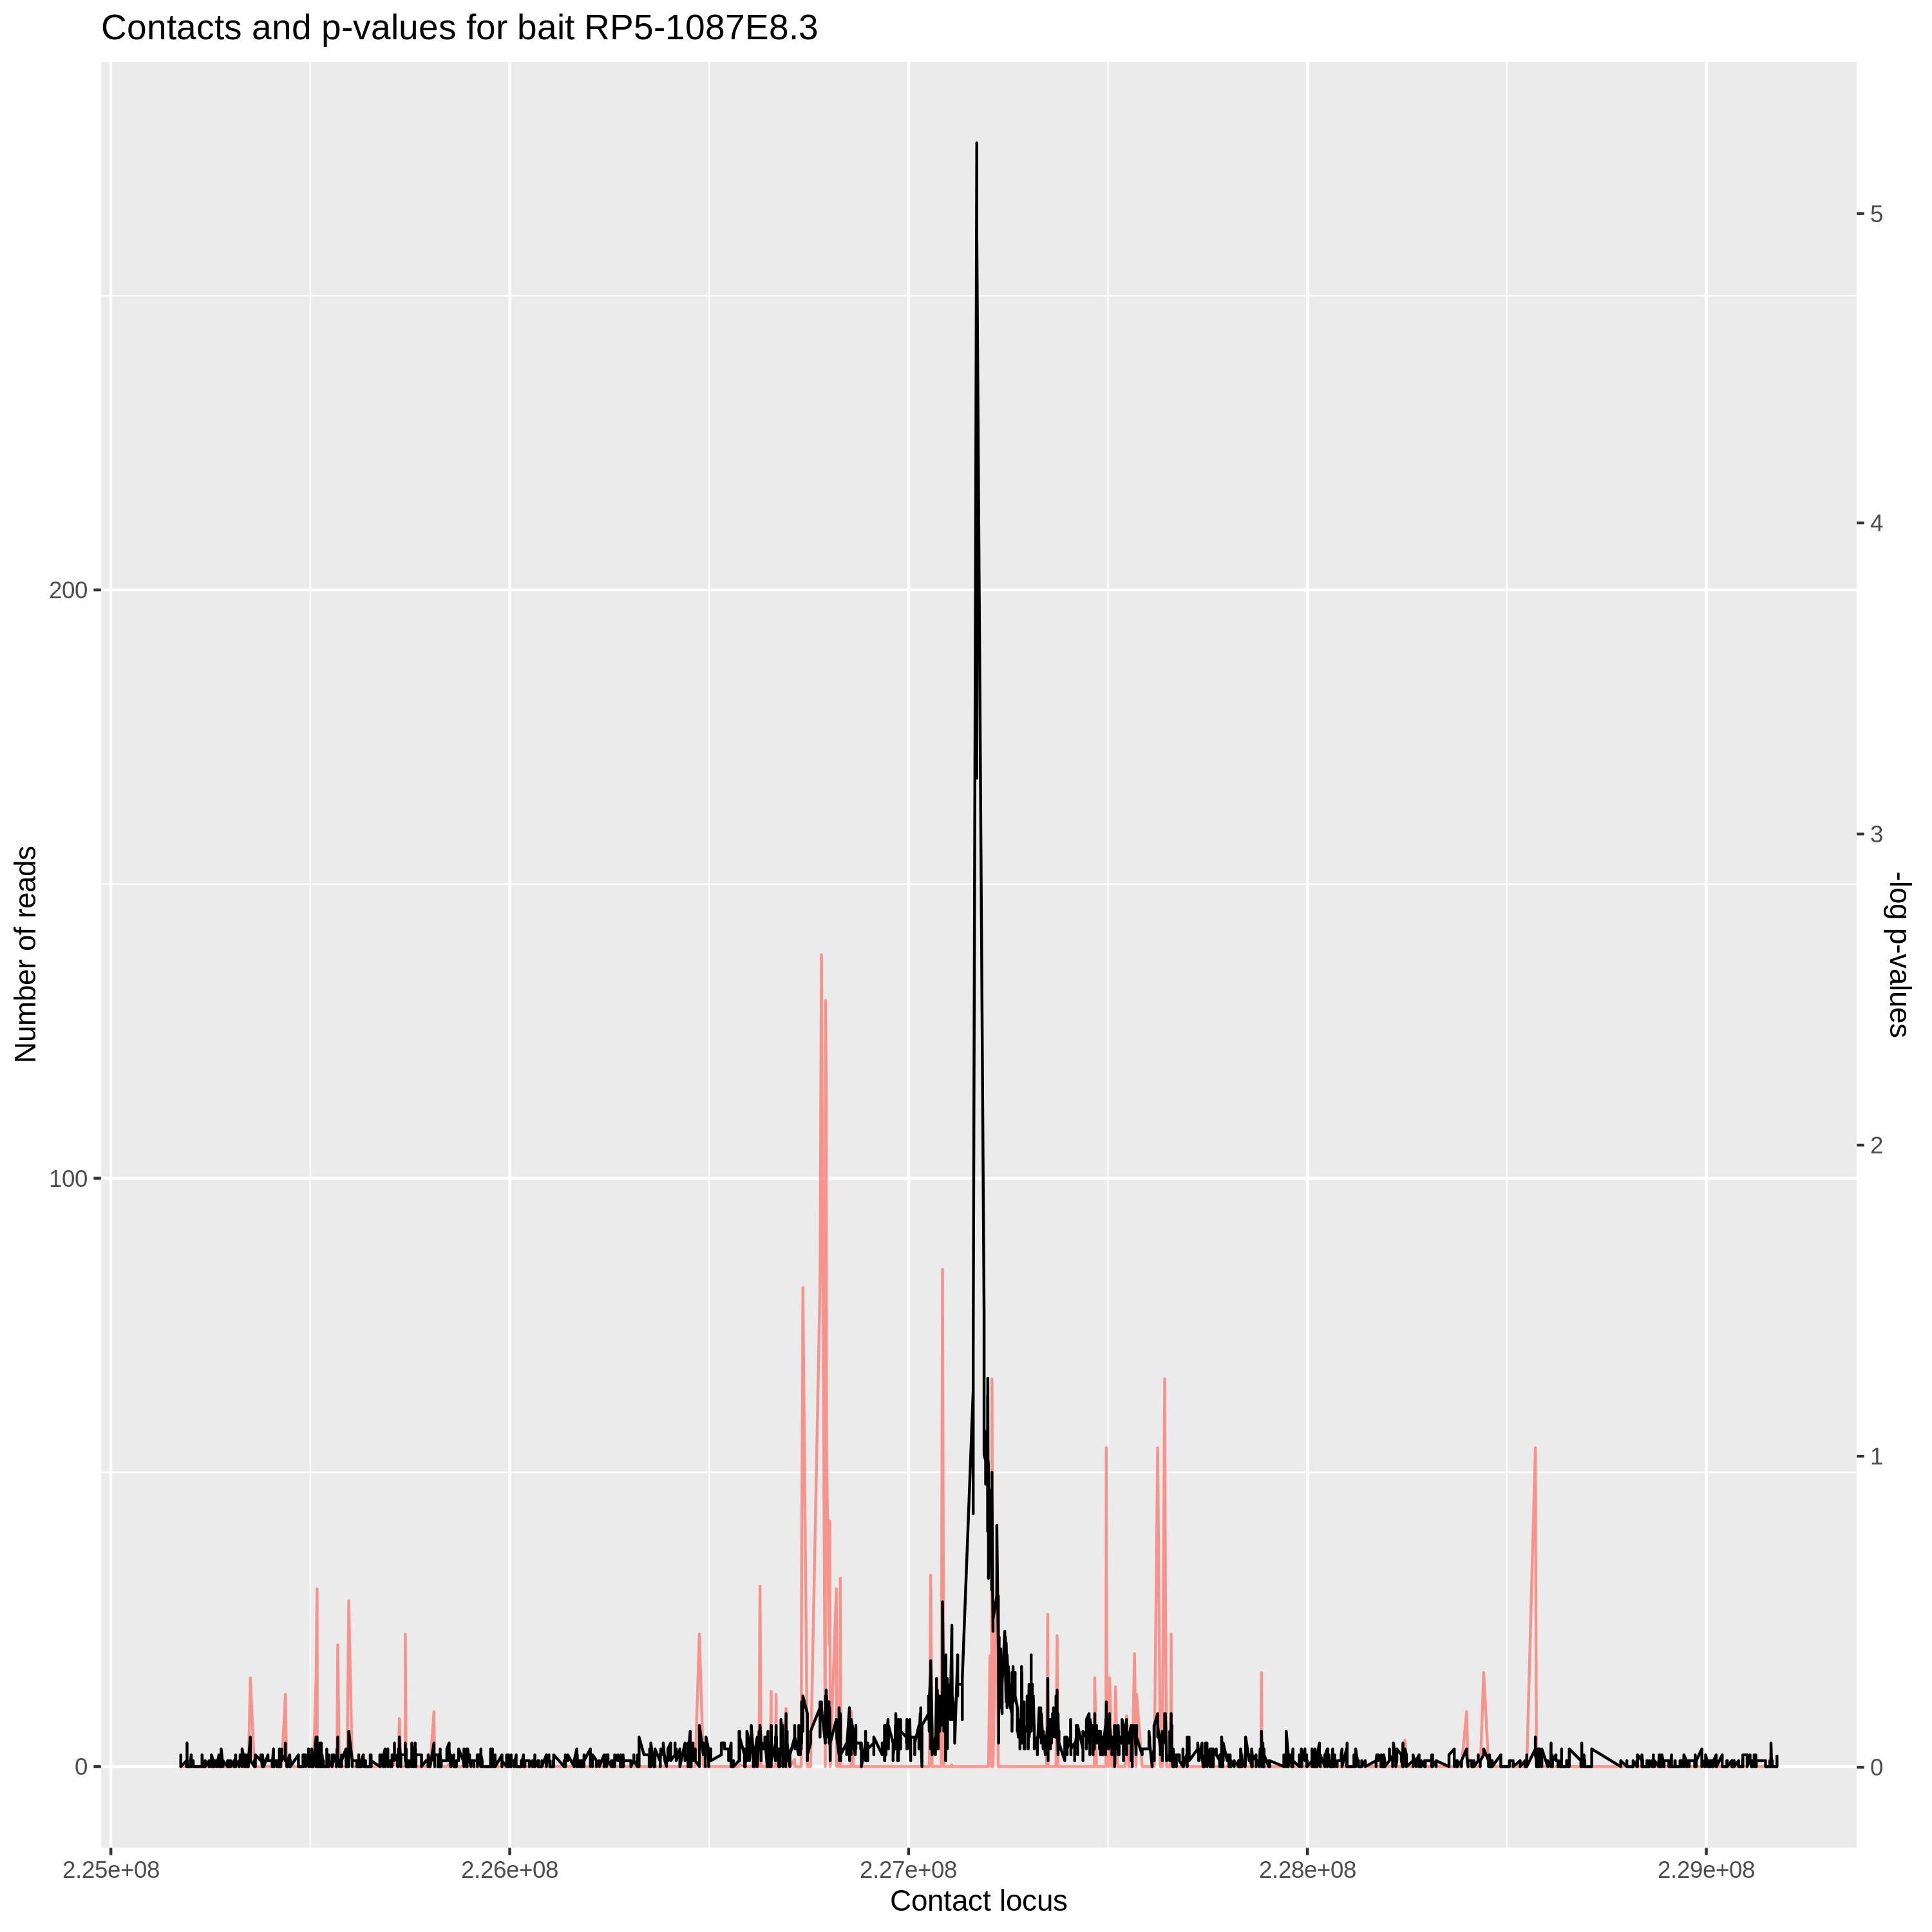 Contacts and p-values for bait RP5-1087E8.3
Number of reads
200
100
0
5
4
3
2
1
0
-log p-values
2.25e+08
2.26e+08
2.27e+08
2.28e+08
2.29e+08
Contact locus